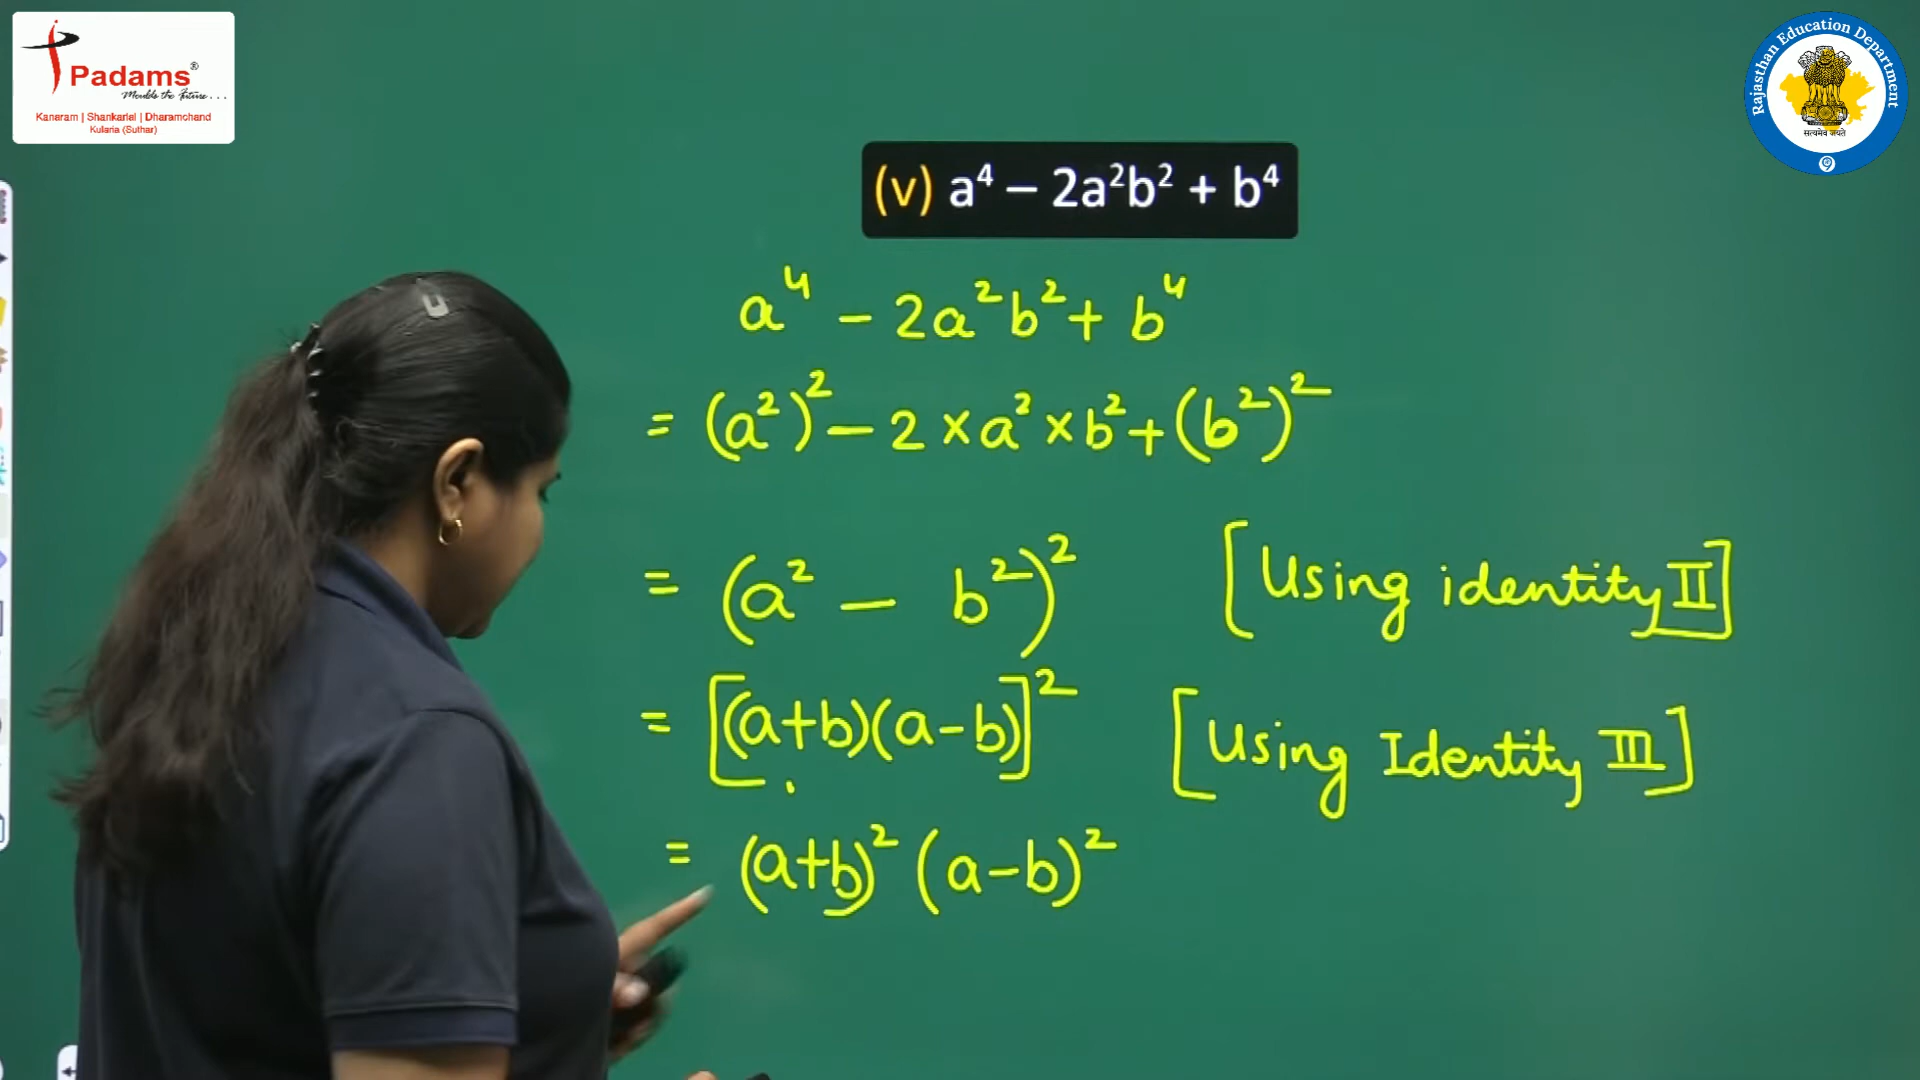 Padams®
Moulds the Future...
Kanaram | Shankarlal | Dharamchand
Kularia (Suthar)
Rajasthan Education Department
सत्यमेव जयते
(v) a⁴ – 2a²b² + b⁴
a⁴ – 2a²b² + b⁴
= (a²)² – 2 × a² × b² + (b²)²
= (a² – b²)² [Using identity II]
= [(a+b)(a-b)]² [Using Identity III]
= (a+b)² (a-b)²